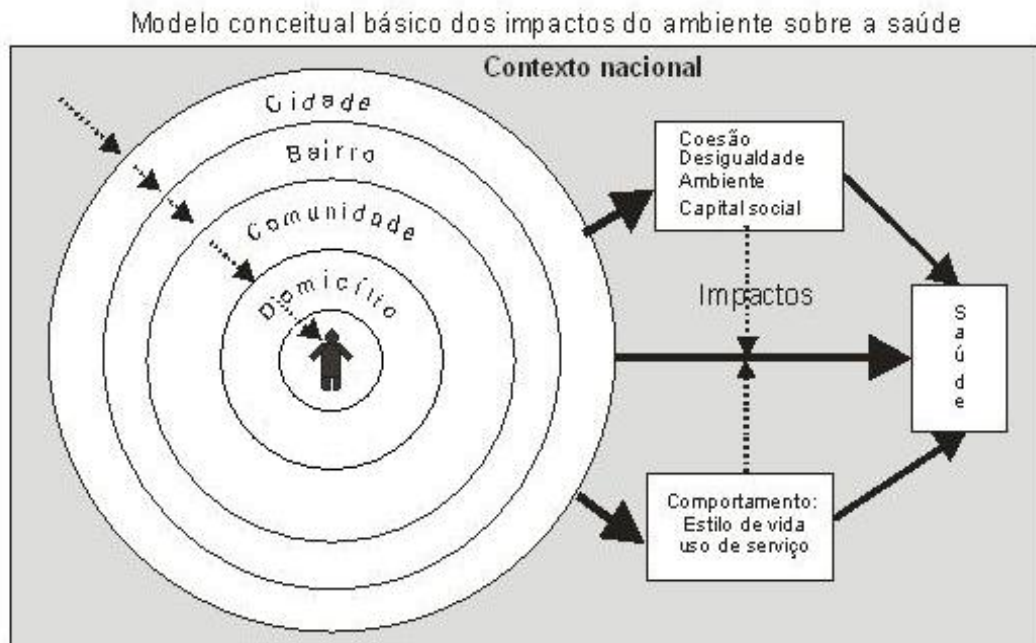 Modelo conceitual básico dos impactos do ambiente sobre a saúde
Contexto nacional
Cidade
Bairro
Comunidade
Domicílio
Coesão
Desigualdade
Ambiente
Capital social
Impactos
Saúde
Comportamento:
Estilo de vida
uso de serviço